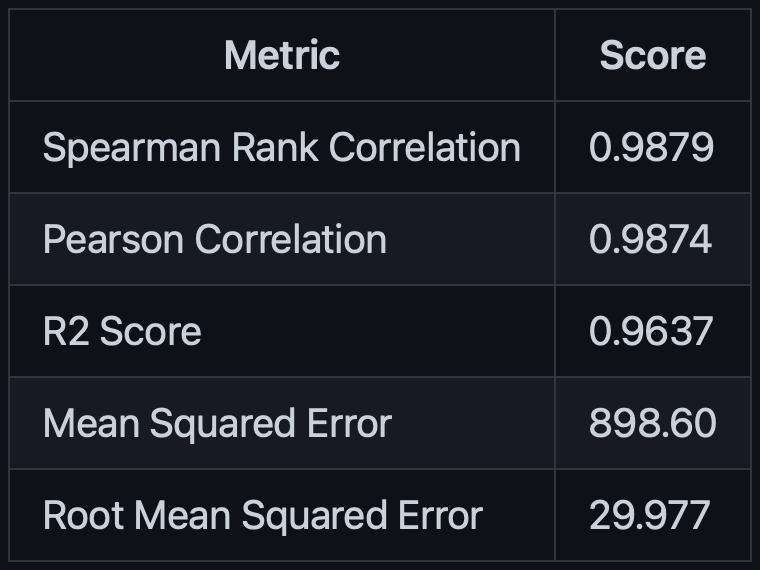 Metric Score
Spearman Rank Correlation 0.9879
Pearson Correlation 0.9874
R2 Score 0.9637
Mean Squared Error 898.60
Root Mean Squared Error 29.977